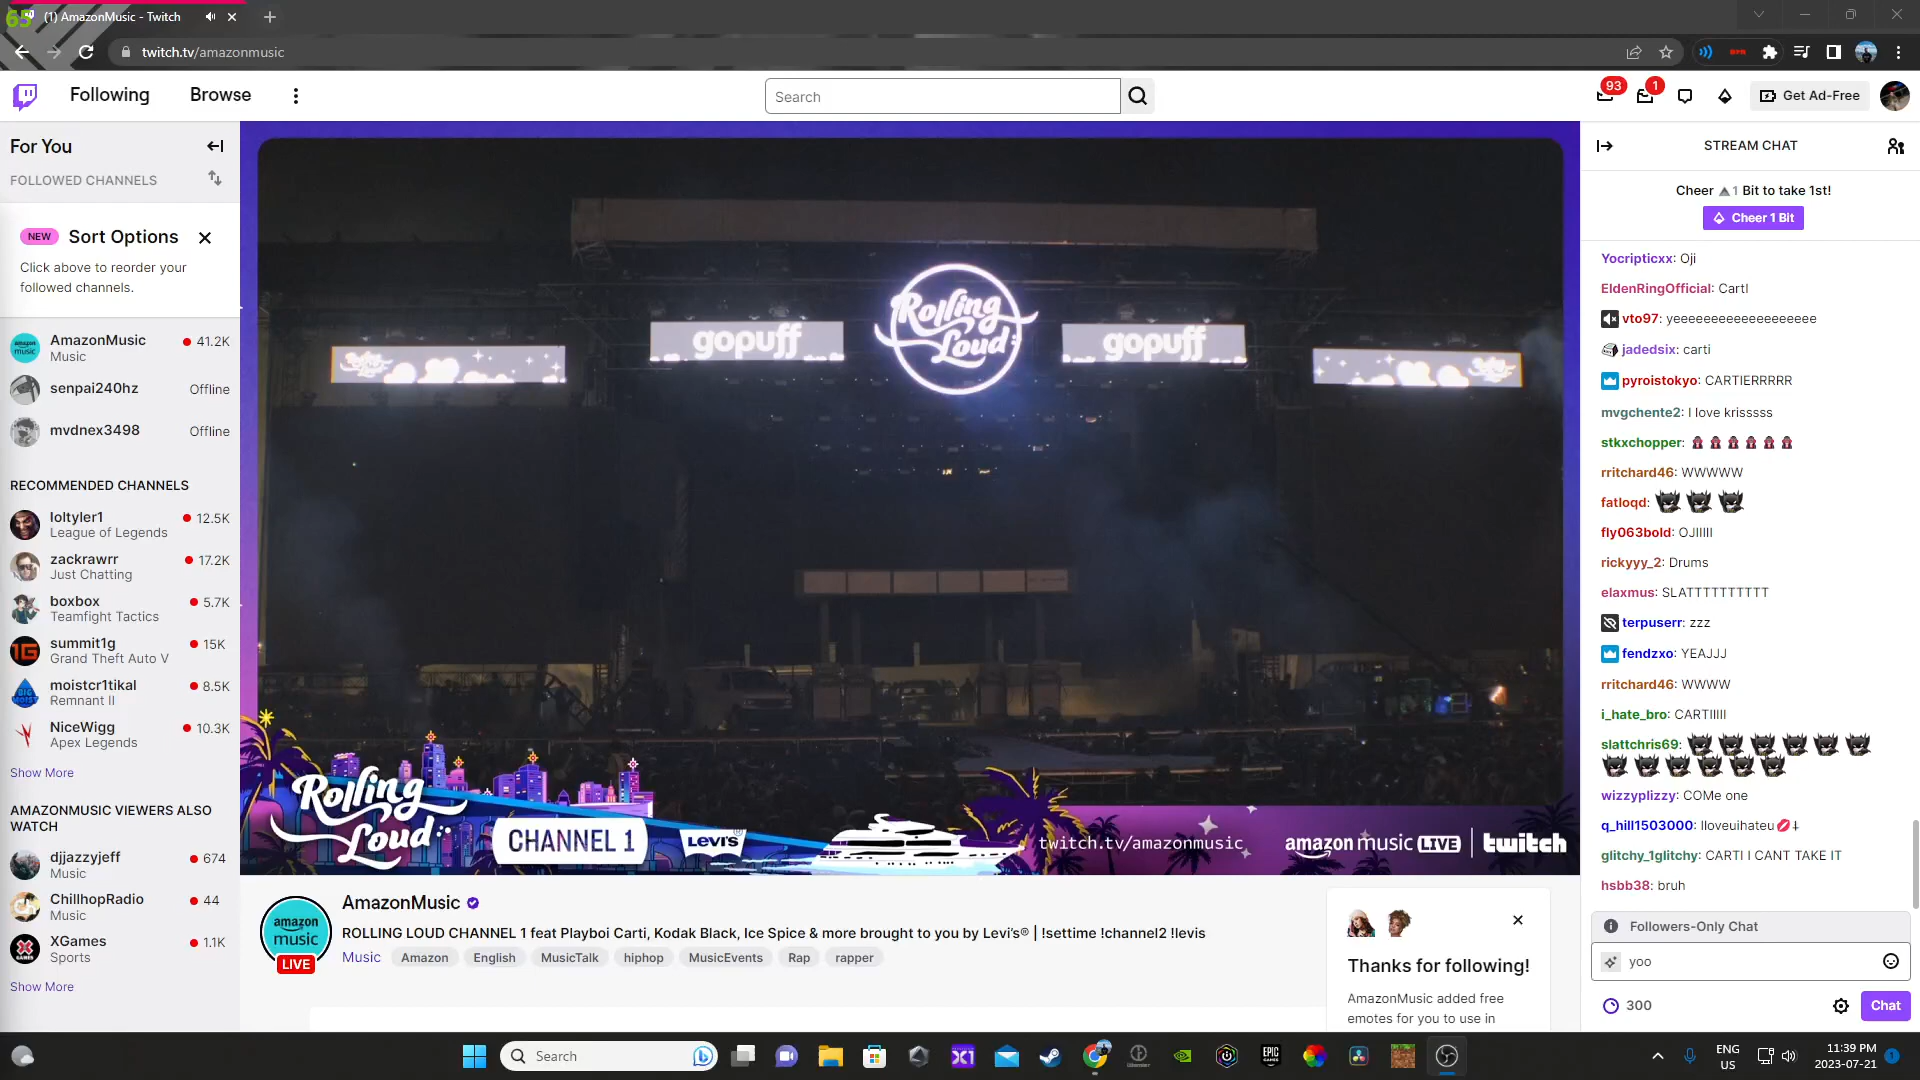 65
(1) AmazonMusic - Twitch
twitch.tv/amazonmusic
Following
Browse
Search
93
1
Get Ad-Free
For You
FOLLOWED CHANNELS
NEW
Sort Options
Click above to reorder your
followed channels.
AmazonMusic
41.2K
Music
senpai240hz
Offline
mvdnex3498
Offline
RECOMMENDED CHANNELS
loltyler1
12.5K
League of Legends
zackrawrr
17.2K
Just Chatting
boxbox
5.7K
Teamfight Tactics
summit1g
15K
Grand Theft Auto V
moistcr1tikal
8.5K
Remnant II
NiceWigg
10.3K
Apex Legends
Show More
AMAZONMUSIC VIEWERS ALSO
WATCH
djjazzyjeff
674
Music
ChillhopRadio
44
Music
XGames
1.1K
Sports
Show More
gopuff
Rolling
Loud
gopuff
Rolling
Loud
CHANNEL 1
LEVI'S
twitch.tv/amazonmusic
amazon music LIVE | twitch
amazon
music
LIVE
AmazonMusic
ROLLING LOUD CHANNEL 1 feat Playboi Carti, Kodak Black, Ice Spice & more brought to you by Levi's® | !settime !channel2 !levis
Music
Amazon
English
MusicTalk
hiphop
MusicEvents
Rap
rapper
Thanks for following!
AmazonMusic added free
emotes for you to use in
STREAM CHAT
Cheer 1 Bit to take 1st!
Cheer 1 Bit
Yocripticxx: Oji
EldenRingOfficial: CartI
vto97: yeeeeeeeeeeeeeeeeeee
jadedsix: carti
pyroistokyo: CARTIERRRRR
mvgchente2: I love krisssss
stkxchopper:
rritchard46: WWWWW
fatloqd:
fly063bold: OJIIIII
rickyyy_2: Drums
elaxmus: SLATTTTTTTTTT
terpuserr: zzz
fendzxo: YEAJJJ
rritchard46: WWWW
i_hate_bro: CARTIIIII
slattchris69:
wizzyplizzy: COMe one
q_hill1503000: Iloveuihateu💋⸸
glitchy_1glitchy: CARTI I CANT TAKE IT
hsbb38: bruh
Followers-Only Chat
yoo
300
Chat
Search
ENG
US
11:39 PM
2023-07-21
1